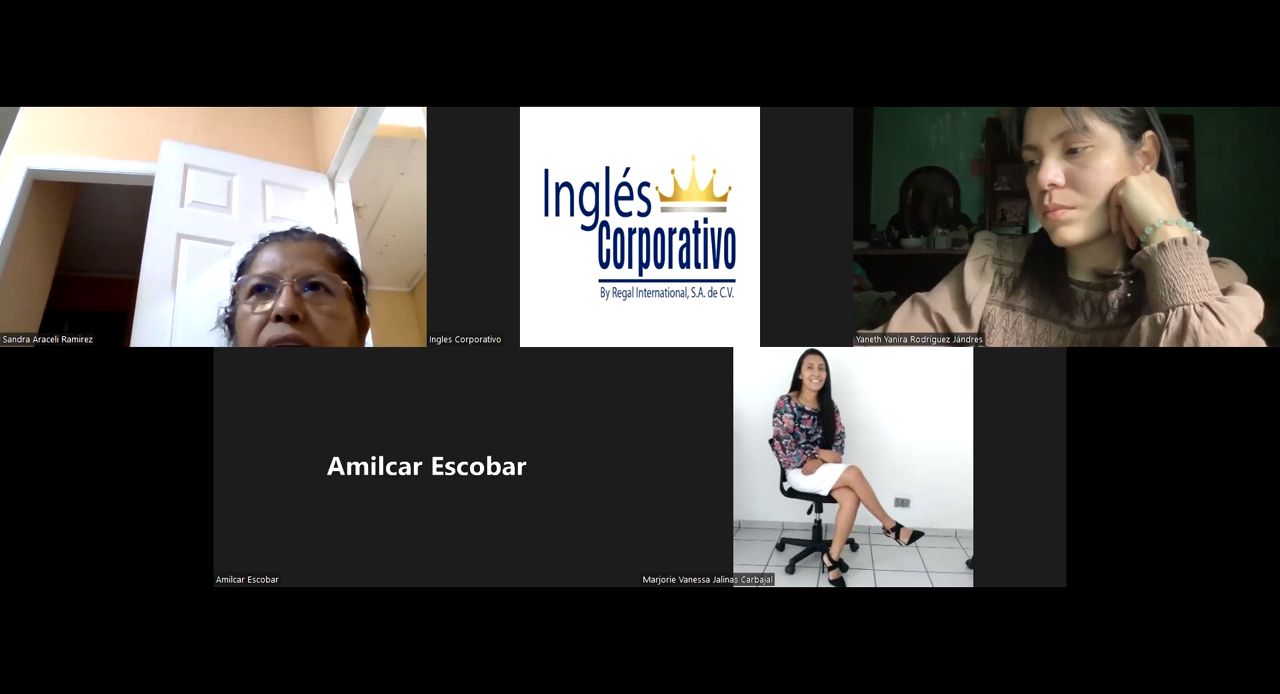 Inglés
Corporativo
By Regal International, S.A. de C.V.
Sandra Araceli Ramirez
Ingles Corporativo
Yaneth Yanira Rodriguez Jándres
Amilcar Escobar
Amilcar Escobar
Marjorie Vanessa Jalinas Carbajal